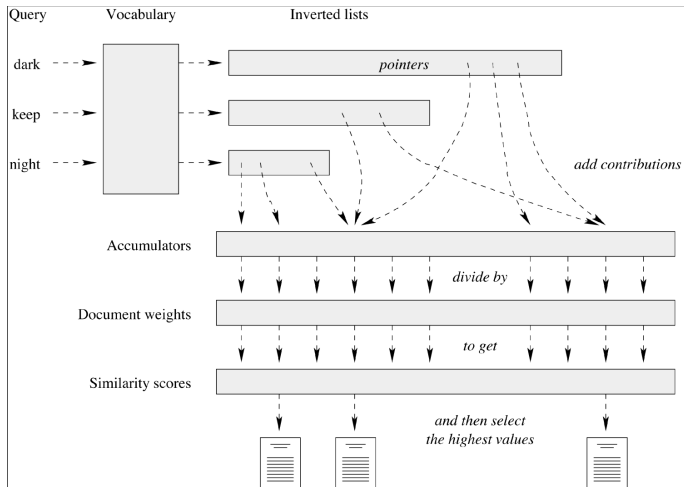 Query Vocabulary Inverted lists
dark
pointers
keep
night
add contributions
Accumulators
divide by
Document weights
to get
Similarity scores
and then select
the highest values